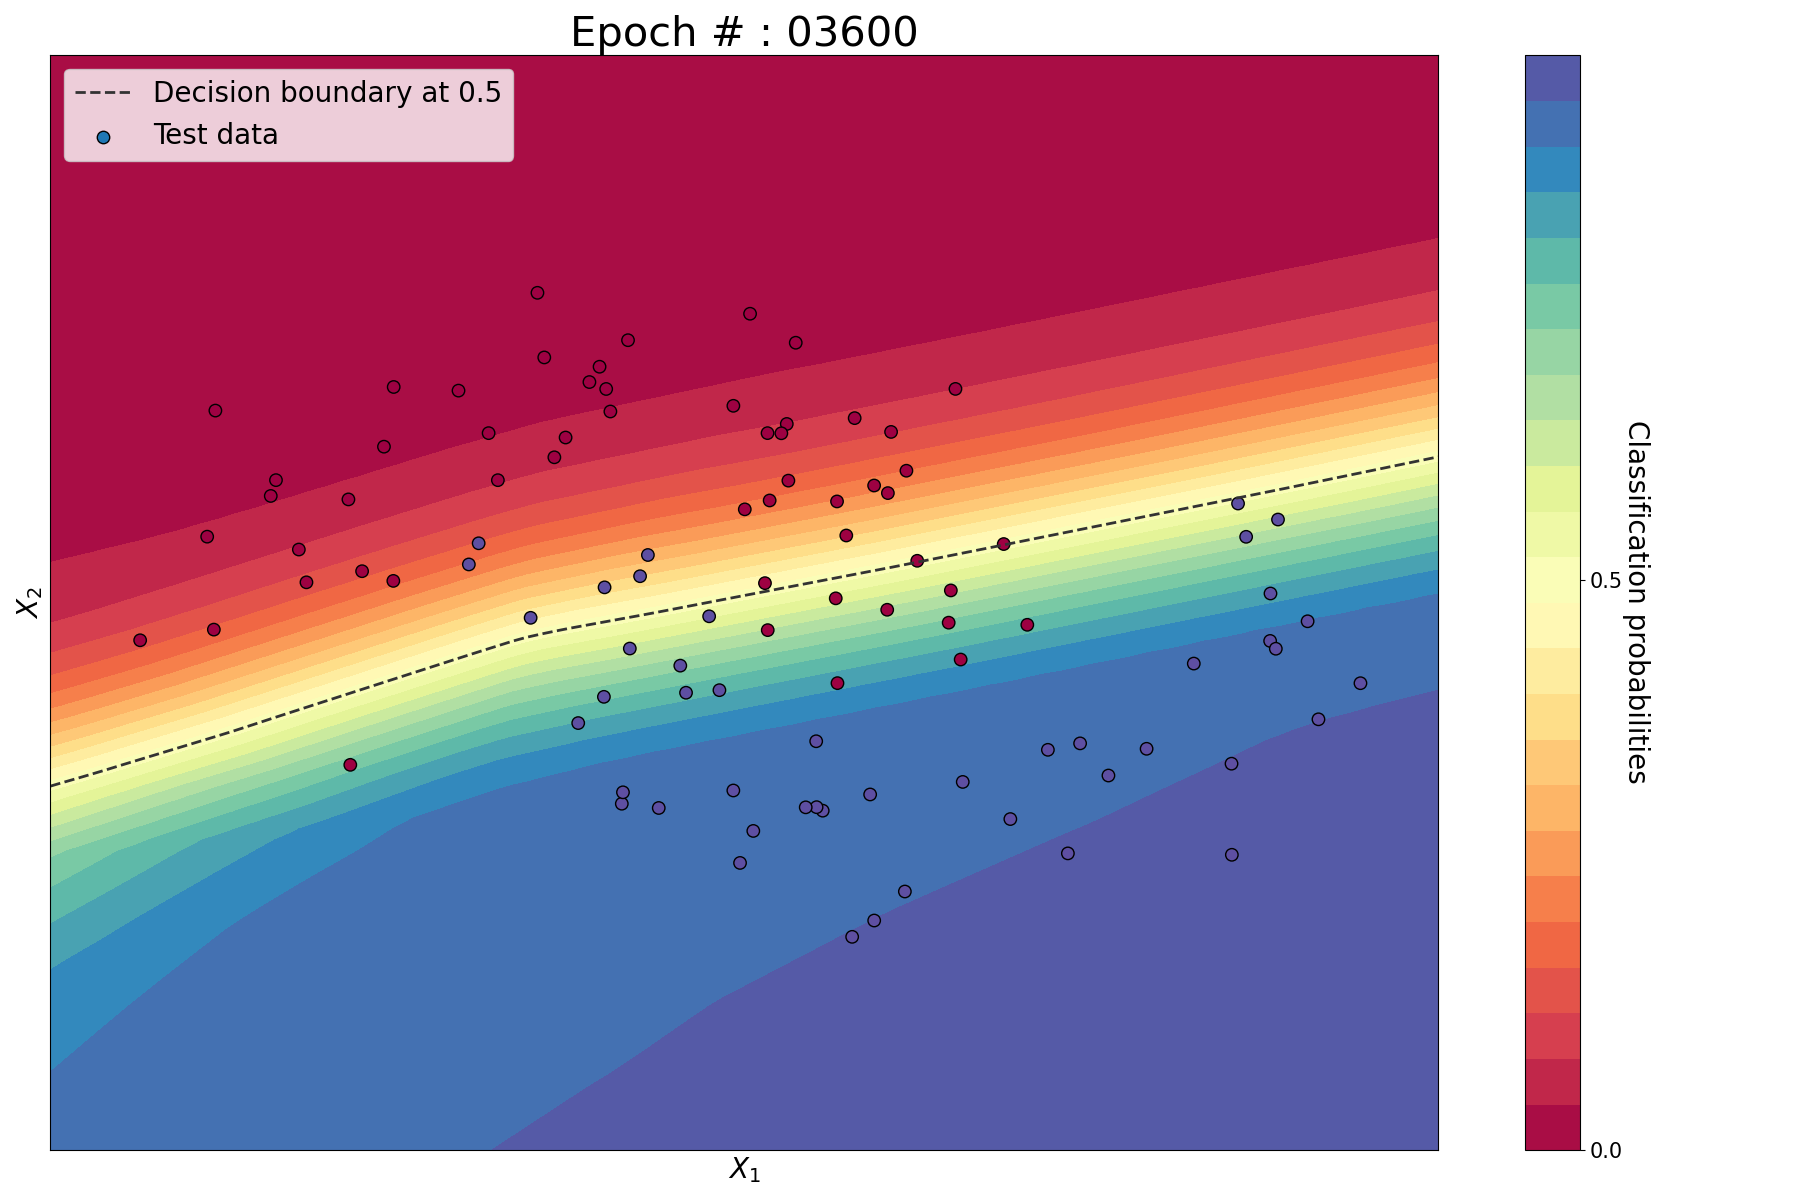 Epoch # : 03600
Decision boundary at 0.5
Test data
X₂
X₁
0.5
0.0
Classification probabilities